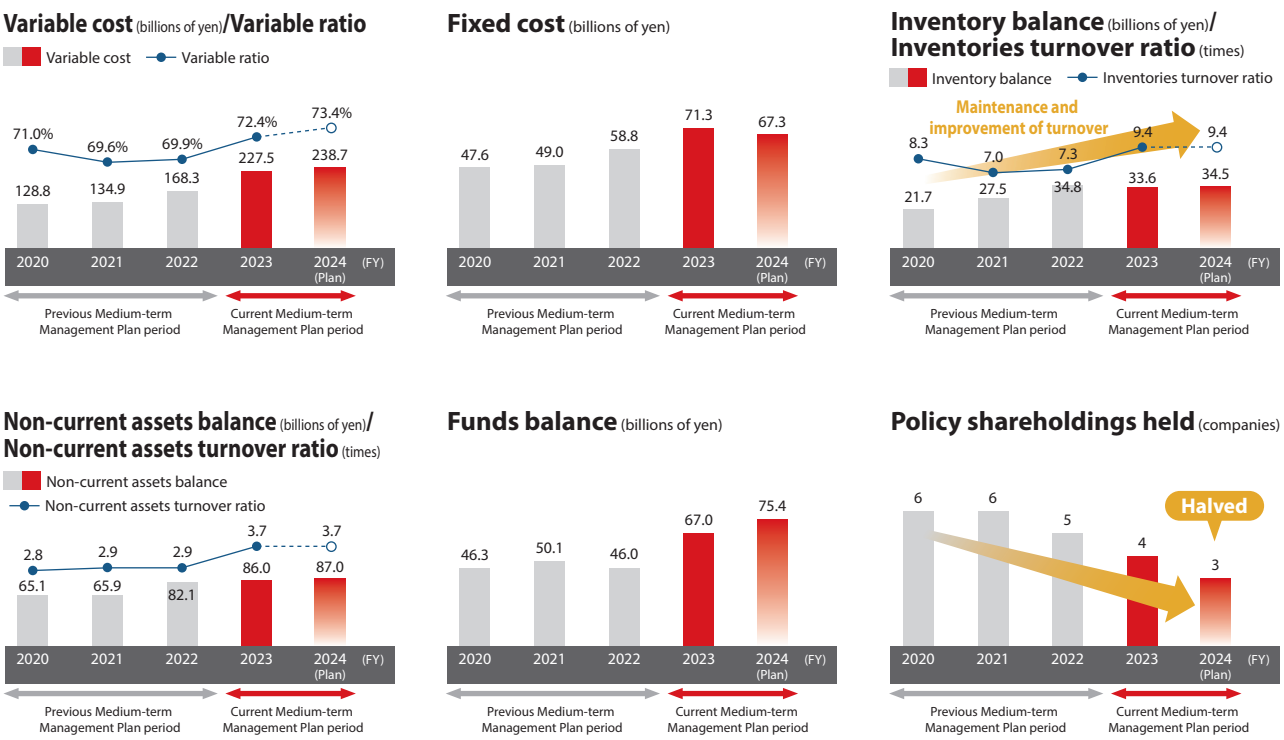 Variable cost (billions of yen)/Variable ratio
Variable cost Variable ratio
71.0% 69.6% 69.9% 72.4% 73.4%
128.8 134.9 168.3 227.5 238.7
2020 2021 2022 2023 2024 (FY)
(Plan)
Previous Medium-term Current Medium-term
Management Plan period Management Plan period
Fixed cost (billions of yen)
47.6 49.0 58.8 71.3 67.3
2020 2021 2022 2023 2024 (FY)
(Plan)
Previous Medium-term Current Medium-term
Management Plan period Management Plan period
Inventory balance (billions of yen)/
Inventories turnover ratio (times)
Inventory balance Inventories turnover ratio
Maintenance and
improvement of turnover
8.3 7.0 7.3 9.4 9.4
21.7 27.5 34.8 33.6 34.5
2020 2021 2022 2023 2024 (FY)
(Plan)
Previous Medium-term Current Medium-term
Management Plan period Management Plan period
Non-current assets balance (billions of yen)/
Non-current assets turnover ratio (times)
Non-current assets balance
Non-current assets turnover ratio
2.8 2.9 2.9 3.7 3.7
65.1 65.9 82.1 86.0 87.0
2020 2021 2022 2023 2024 (FY)
(Plan)
Previous Medium-term Current Medium-term
Management Plan period Management Plan period
Funds balance (billions of yen)
46.3 50.1 46.0 67.0 75.4
2020 2021 2022 2023 2024 (FY)
(Plan)
Previous Medium-term Current Medium-term
Management Plan period Management Plan period
Policy shareholdings held (companies)
Halved
6 6 5 4 3
2020 2021 2022 2023 2024 (FY)
(Plan)
Previous Medium-term Current Medium-term
Management Plan period Management Plan period